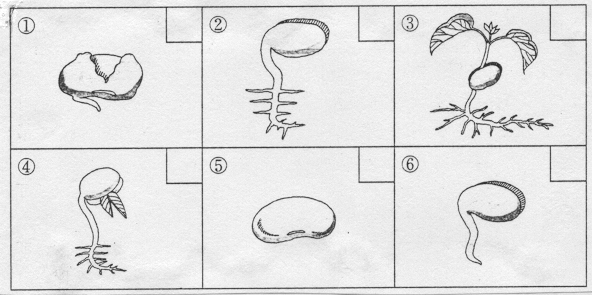 ① ② ③
④ ⑤ ⑥